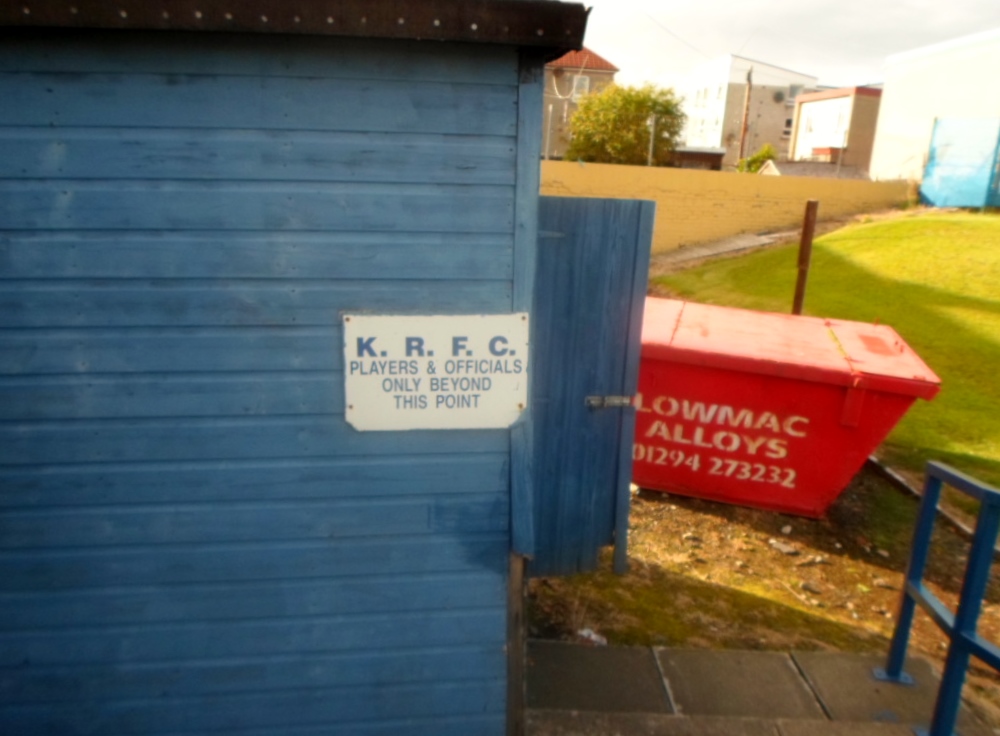 K. R. F. C.
PLAYERS & OFFICIALS
ONLY BEYOND
THIS POINT
LOWMAC
ALLOYS
01294 273232